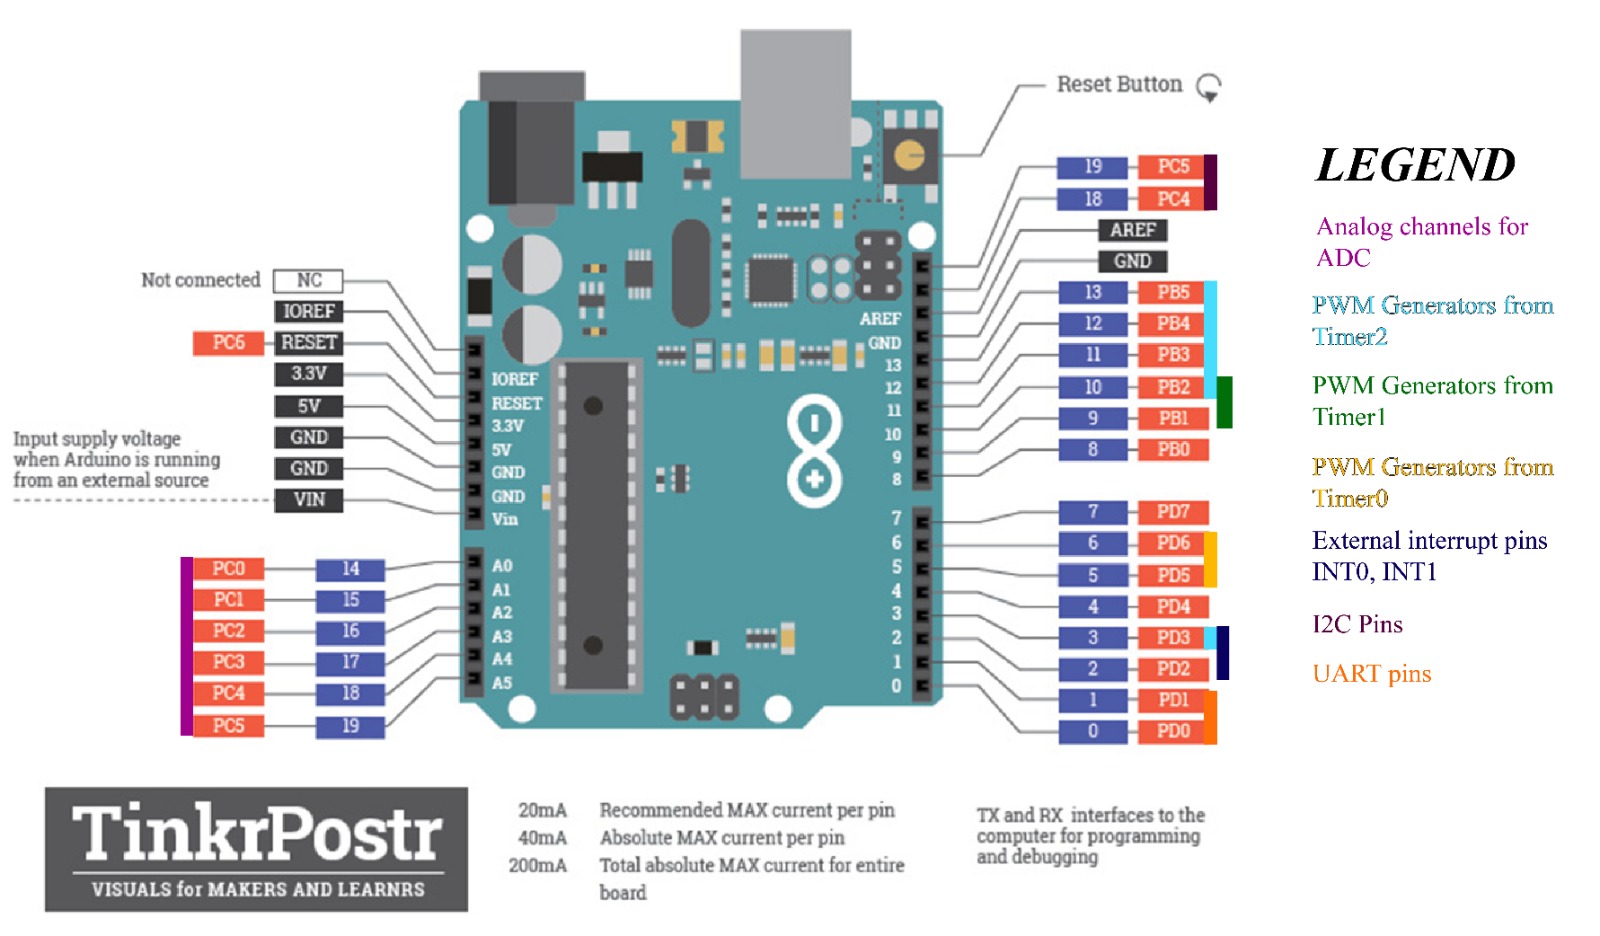 Reset Button
LEGEND
Analog channels for
ADC
PWM Generators from
Timer2
PWM Generators from
Timer1
PWM Generators from
Timer0
External interrupt pins
INT0, INT1
I2C Pins
UART pins
Not connected NC
IOREF
PC6 RESET
3.3V
5V
GND
GND
VIN
Input supply voltage
when Arduino is running
from an external source
PC0 14
PC1 15
PC2 16
PC3 17
PC4 18
PC5 19
IOREF
RESET
3.3V
5V
GND
GND
Vin
A0
A1
A2
A3
A4
A5
AREF
GND
13
12
11
10
9
8
7
6
5
4
3
2
1
0
19 PC5
18 PC4
AREF
GND
13 PB5
12 PB4
11 PB3
10 PB2
9 PB1
8 PB0
7 PD7
6 PD6
5 PD5
4 PD4
3 PD3
2 PD2
1 PD1
0 PD0
TinkrPostr
VISUALS for MAKERS AND LEARNRS
20mA Recommended MAX current per pin
40mA Absolute MAX current per pin
200mA Total absolute MAX current for entire
board
TX and RX interfaces to the
computer for programming
and debugging